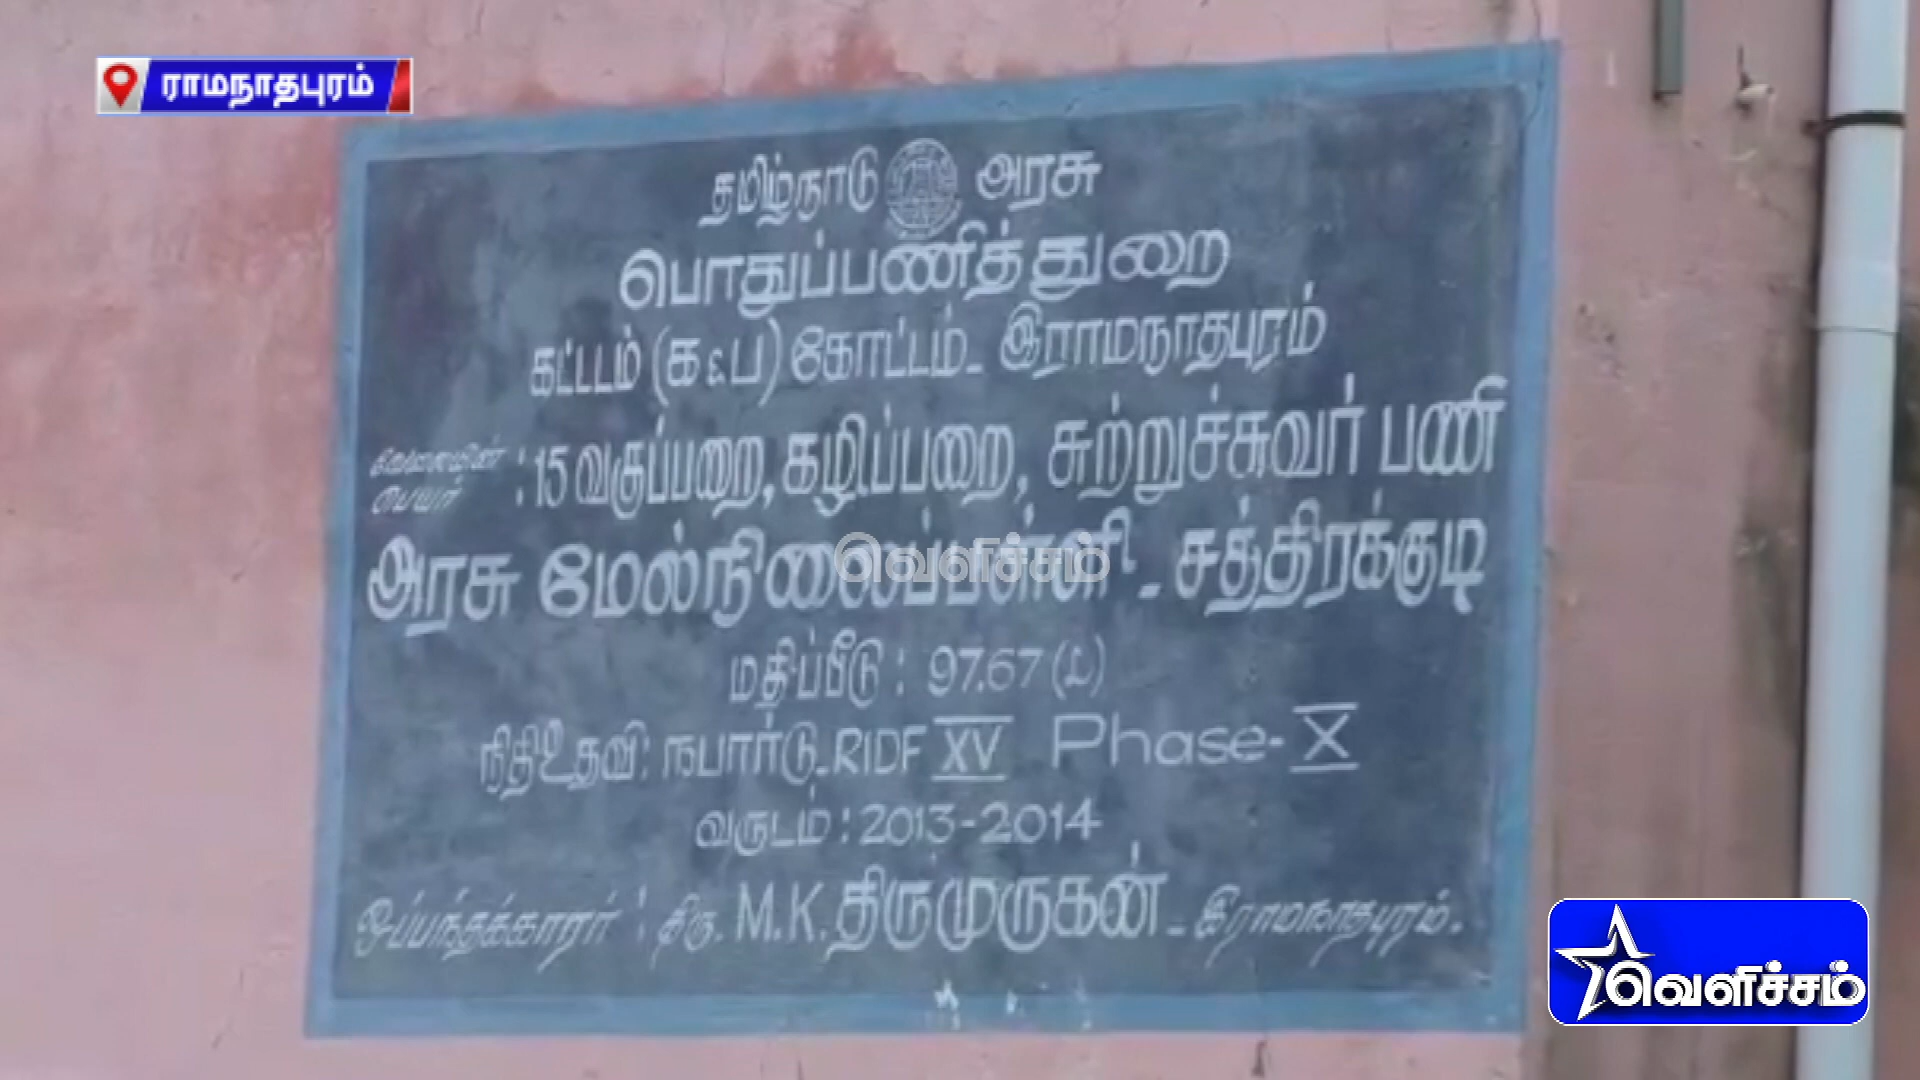 ராமநாதபுரம்
தமிழ்நாடு அரசு
பொதுப்பணித்துறை
கட்டடம் (க&ப) கோட்டம்- இராமநாதபுரம்
வேலையின் பெயர் : 15 வகுப்பறை, கழிப்பறை, சுற்றுச்சுவர் பணி
அரசு மேல்நிலைப்பள்ளி - சத்திரக்குடி
வெளிச்சம்
மதிப்பீடு : 97.67 (L)
நிதிஉதவி : நபார்டு-RIDF XV Phase-X
வருடம் : 2013-2014
ஒப்பந்தக்காரர் : திரு. M.K. திருமுருகன் - இராமநாதபுரம்.
வெளிச்சம்